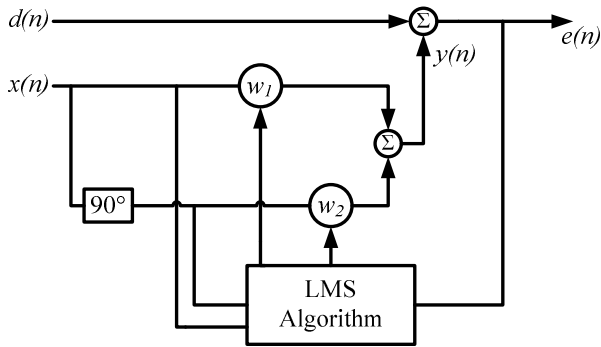 d(n)
Σ
e(n)
y(n)
x(n)
w1
Σ
90°
w2
LMS
Algorithm